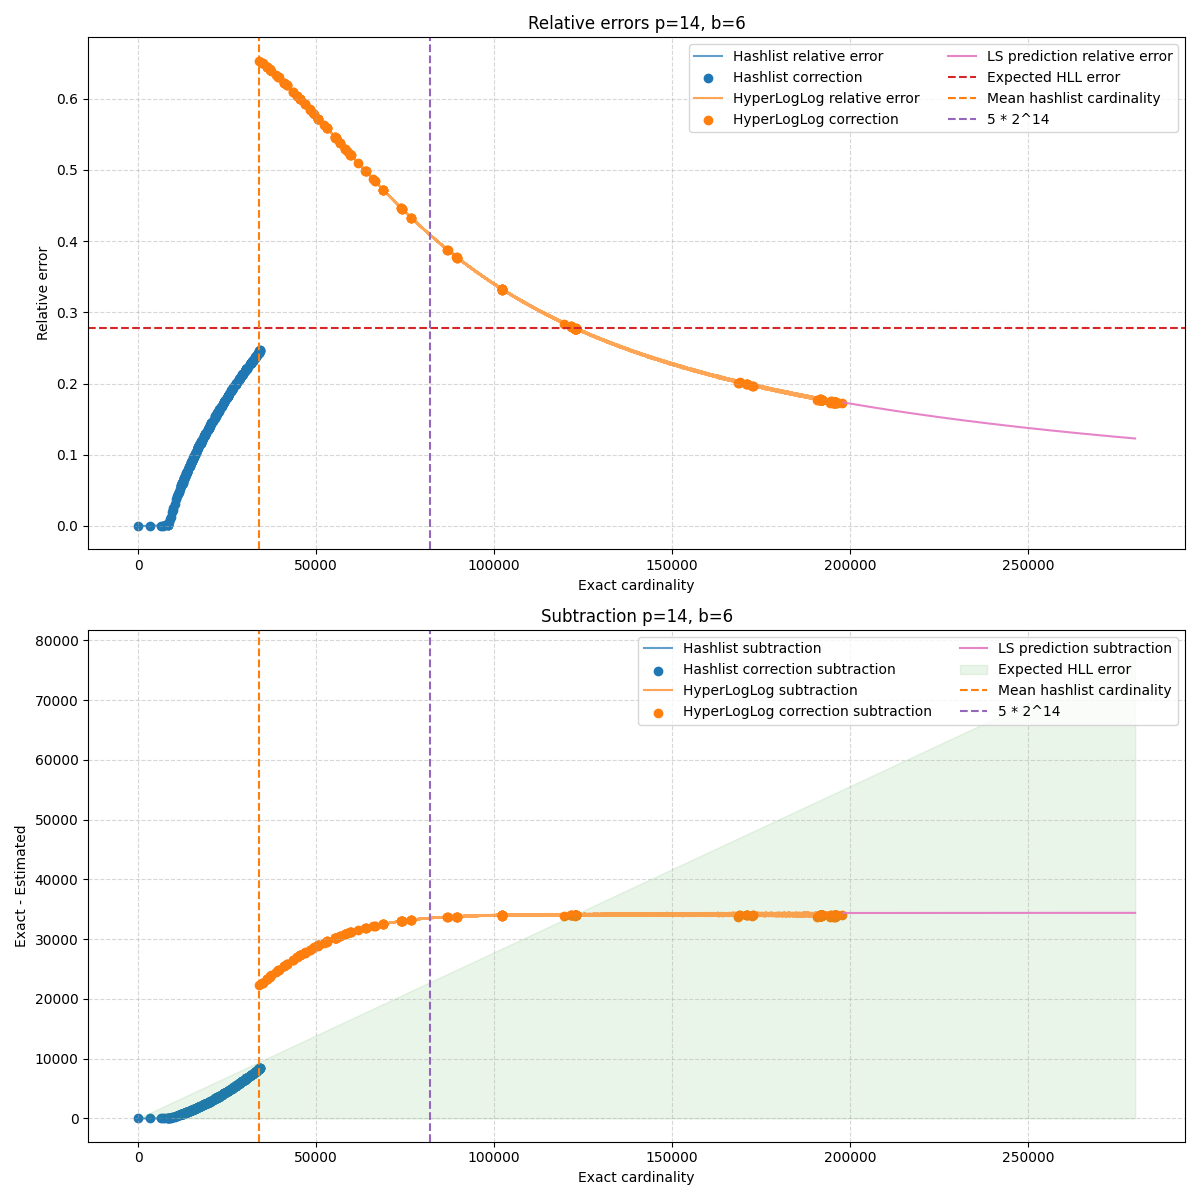 Relative errors p=14, b=6
Hashlist relative error
Hashlist correction
HyperLogLog relative error
HyperLogLog correction
LS prediction relative error
Expected HLL error
Mean hashlist cardinality
5 * 2^14
Relative error
0.6
0.5
0.4
0.3
0.2
0.1
0.0
0 50000 100000 150000 200000 250000
Exact cardinality
Subtraction p=14, b=6
Hashlist subtraction
Hashlist correction subtraction
HyperLogLog subtraction
HyperLogLog correction subtraction
LS prediction subtraction
Expected HLL error
Mean hashlist cardinality
5 * 2^14
Exact - Estimated
80000
70000
60000
50000
40000
30000
20000
10000
0
0 50000 100000 150000 200000 250000
Exact cardinality